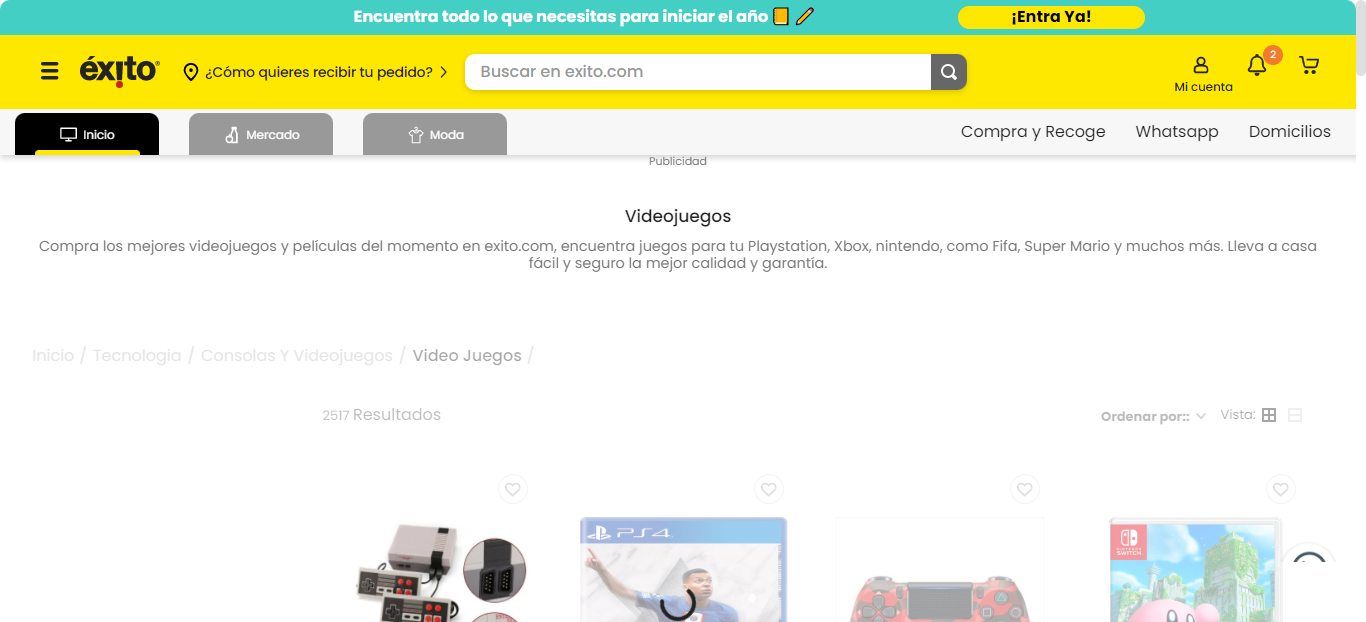 Encuentra todo lo que necesitas para iniciar el año
¡Entra Ya!
éxito
¿Cómo quieres recibir tu pedido?
Buscar en exito.com
Mi cuenta
2
Inicio
Mercado
Moda
Compra y Recoge
Whatsapp
Domicilios
Publicidad
Videojuegos
Compra los mejores videojuegos y películas del momento en exito.com, encuentra juegos para tu Playstation, Xbox, nintendo, como Fifa, Super Mario y muchos más. Lleva a casa
fácil y seguro la mejor calidad y garantía.
Inicio / Tecnologia / Consolas Y Videojuegos / Video Juegos /
2517 Resultados
Ordenar por::
Vista:
PS4
NINTENDO
SWITCH